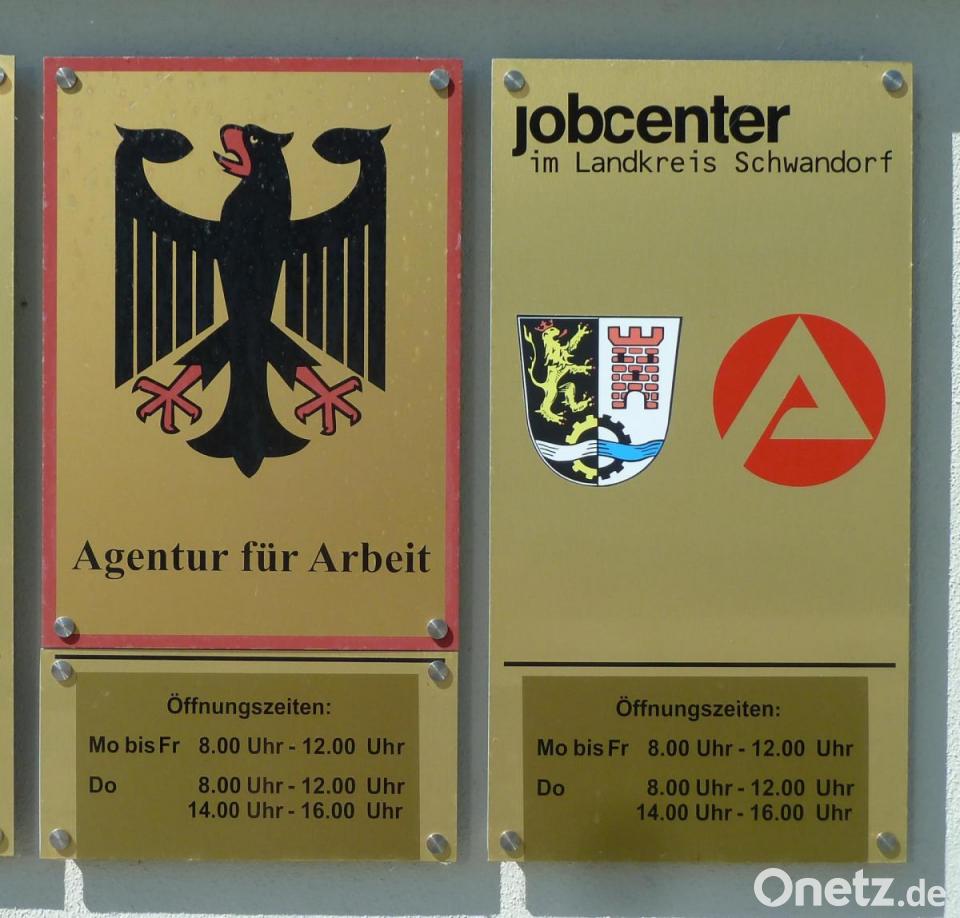 Agentur für Arbeit
Öffnungszeiten:
Mo bis Fr 8.00 Uhr - 12.00 Uhr
Do 8.00 Uhr - 12.00 Uhr
14.00 Uhr - 16.00 Uhr
jobcenter
im Landkreis Schwandorf
Öffnungszeiten:
Mo bis Fr 8.00 Uhr - 12.00 Uhr
Do 8.00 Uhr - 12.00 Uhr
14.00 Uhr - 16.00 Uhr
Onetz.de